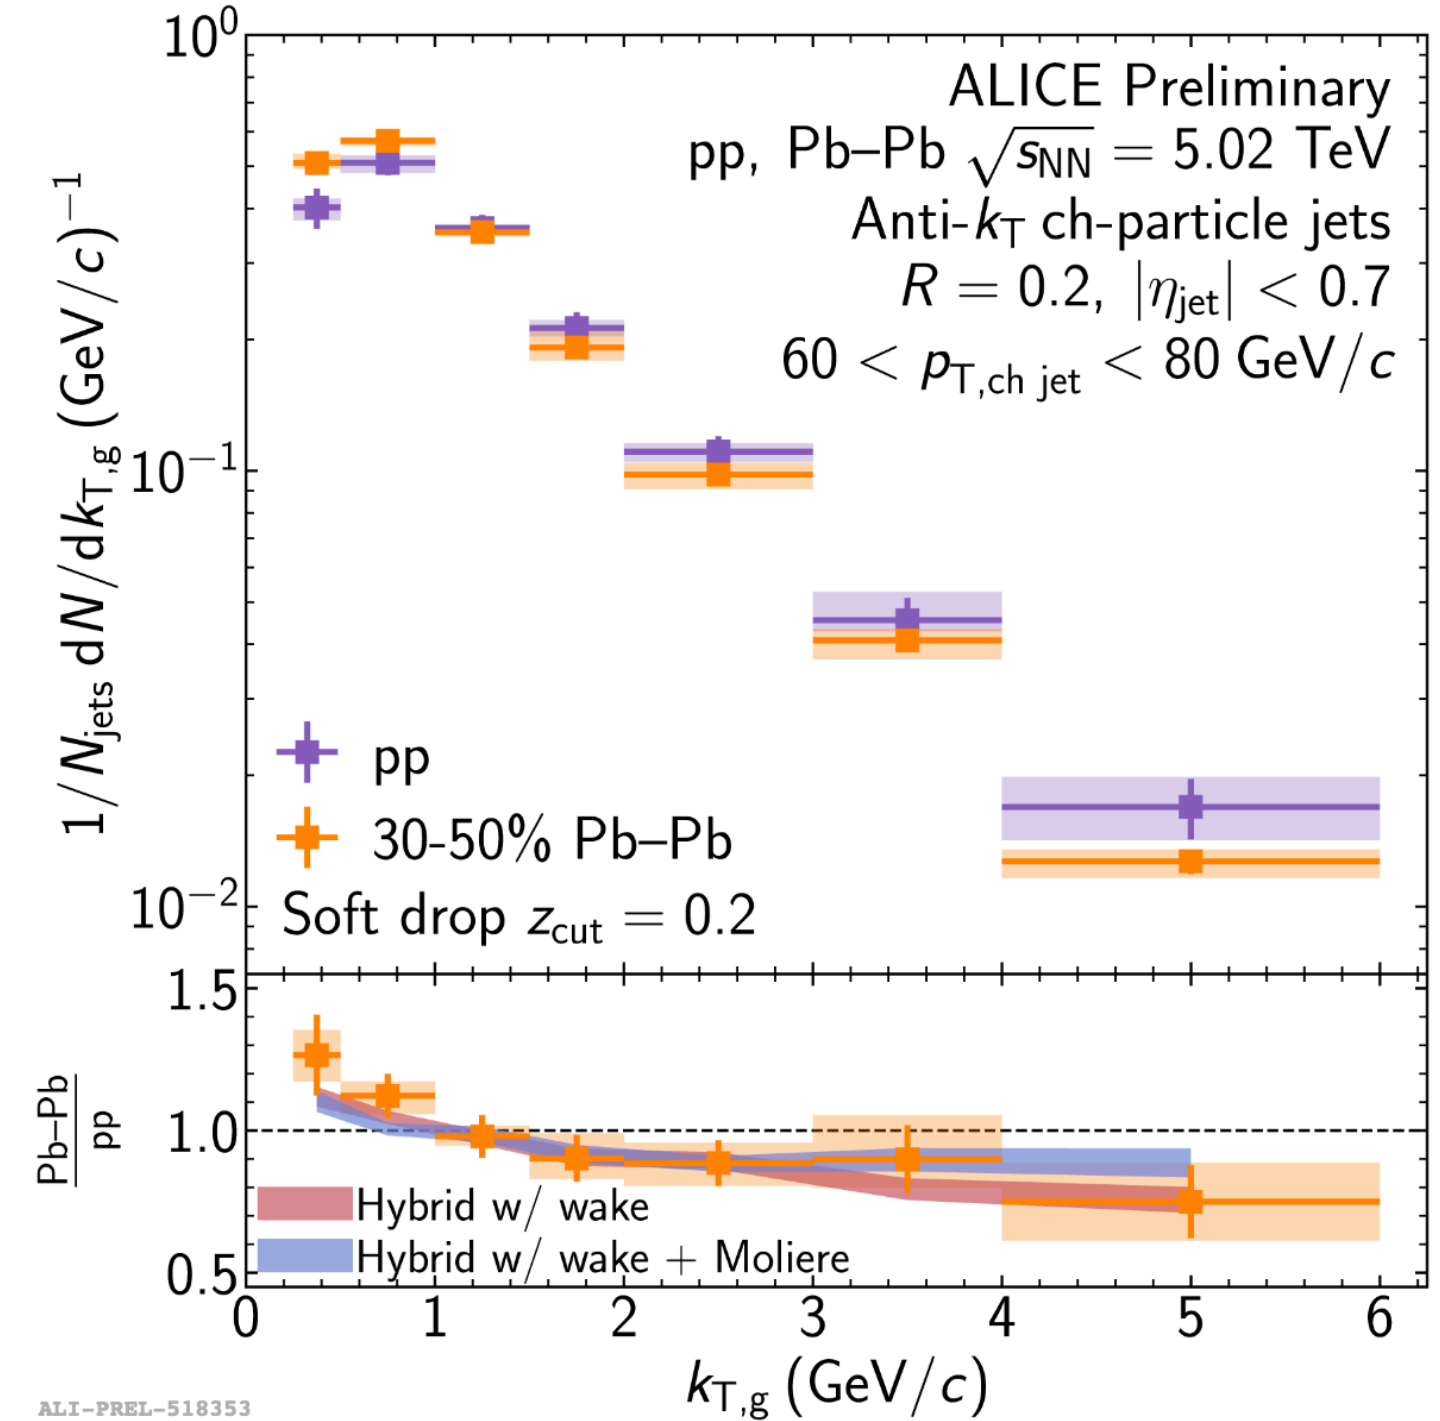 10⁰
ALICE Preliminary
pp, Pb–Pb √sNN = 5.02 TeV
Anti-kT ch-particle jets
R = 0.2, |ηjet| < 0.7
60 < pT,ch jet < 80 GeV/c
1/Njets dN/dkT,g (GeV/c)⁻¹
10⁻¹
pp
30-50% Pb–Pb
10⁻²
Soft drop zcut = 0.2
1.5
Pb–Pb
pp
1.0
Hybrid w/ wake
Hybrid w/ wake + Moliere
0.5
0 1 2 3 4 5 6
kT,g (GeV/c)
ALI-PREL-518353